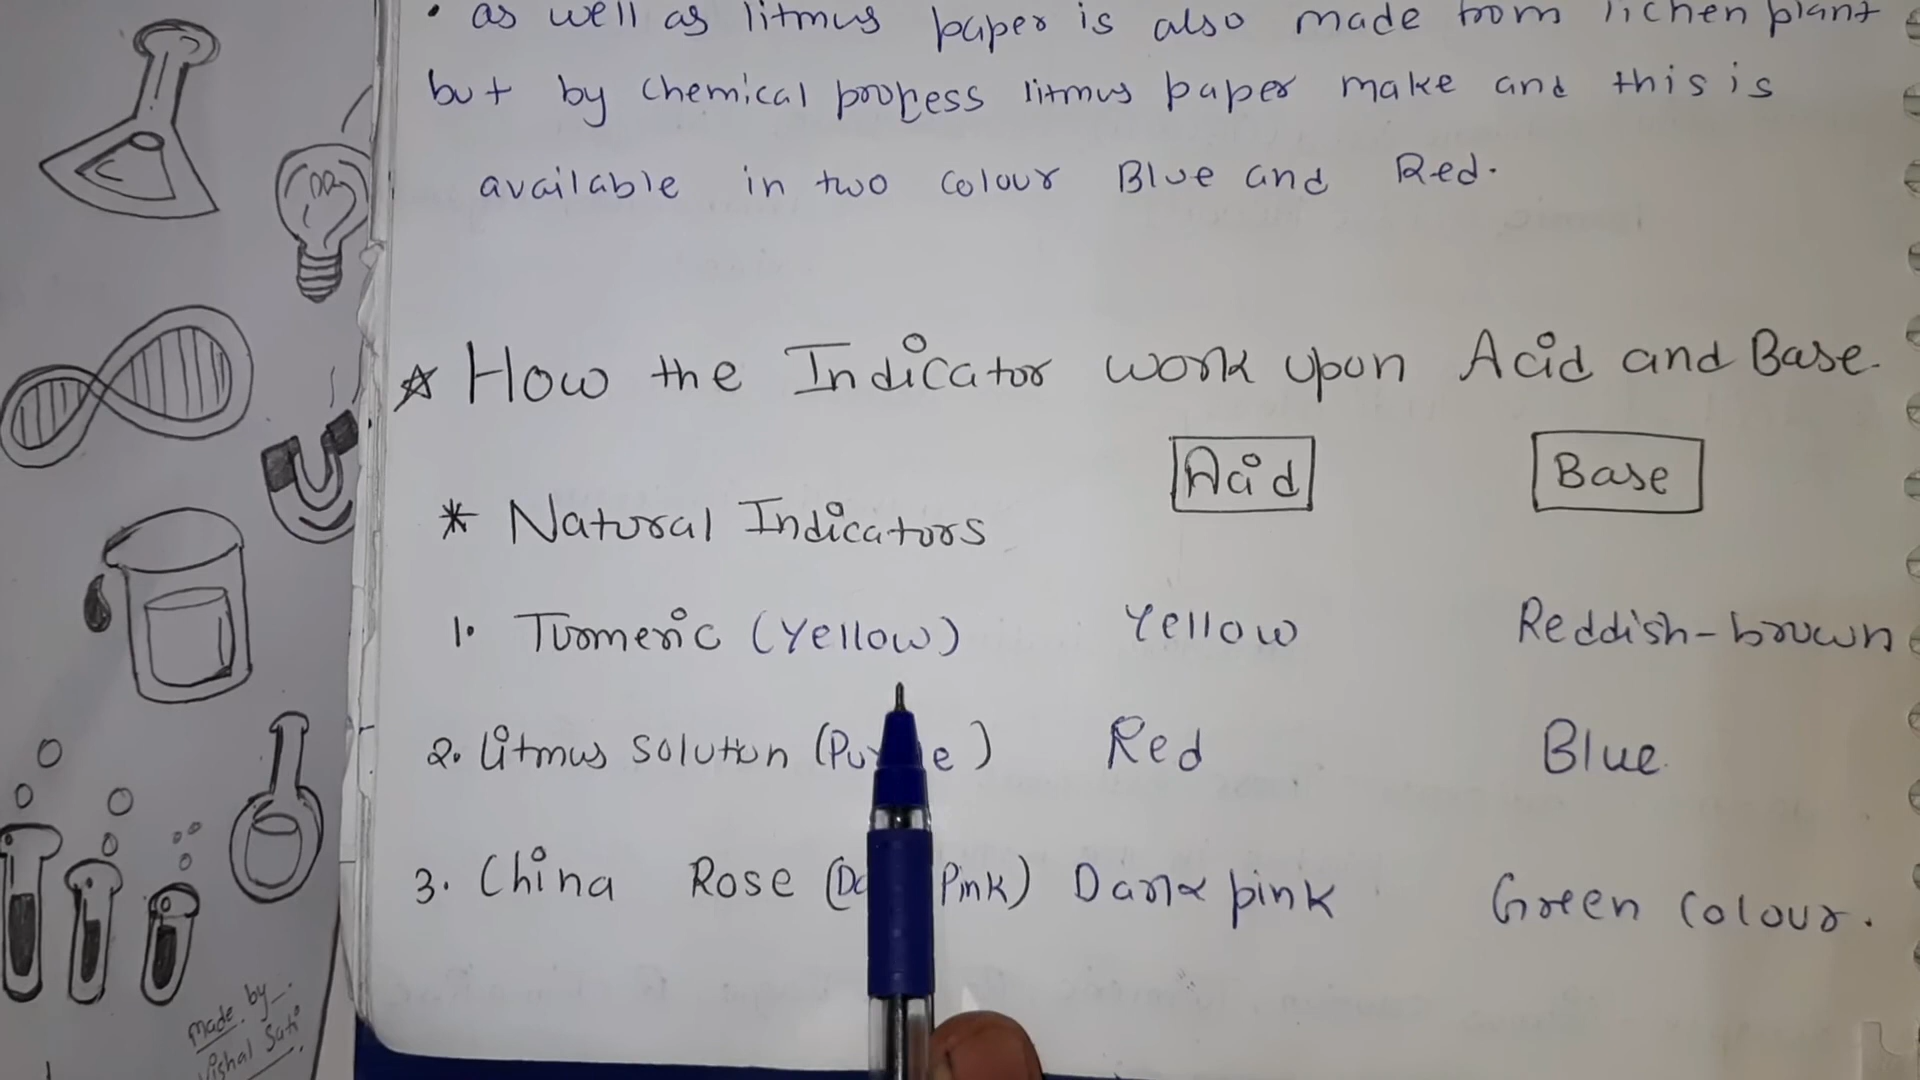 • as well as litmus paper is also made from lichen plant
but by chemical process litmus paper make and this is
available in two colour Blue and Red.
☆ How the Indicator work upon Acid and Base.
Acid Base
* Natural Indicators
1. Turmeric (Yellow) Yellow Reddish-brown
2. Litmus solution ( ) Red Blue.
3. China Rose ( Pink) Dark pink Green Colour.
made by
Vishal Sati